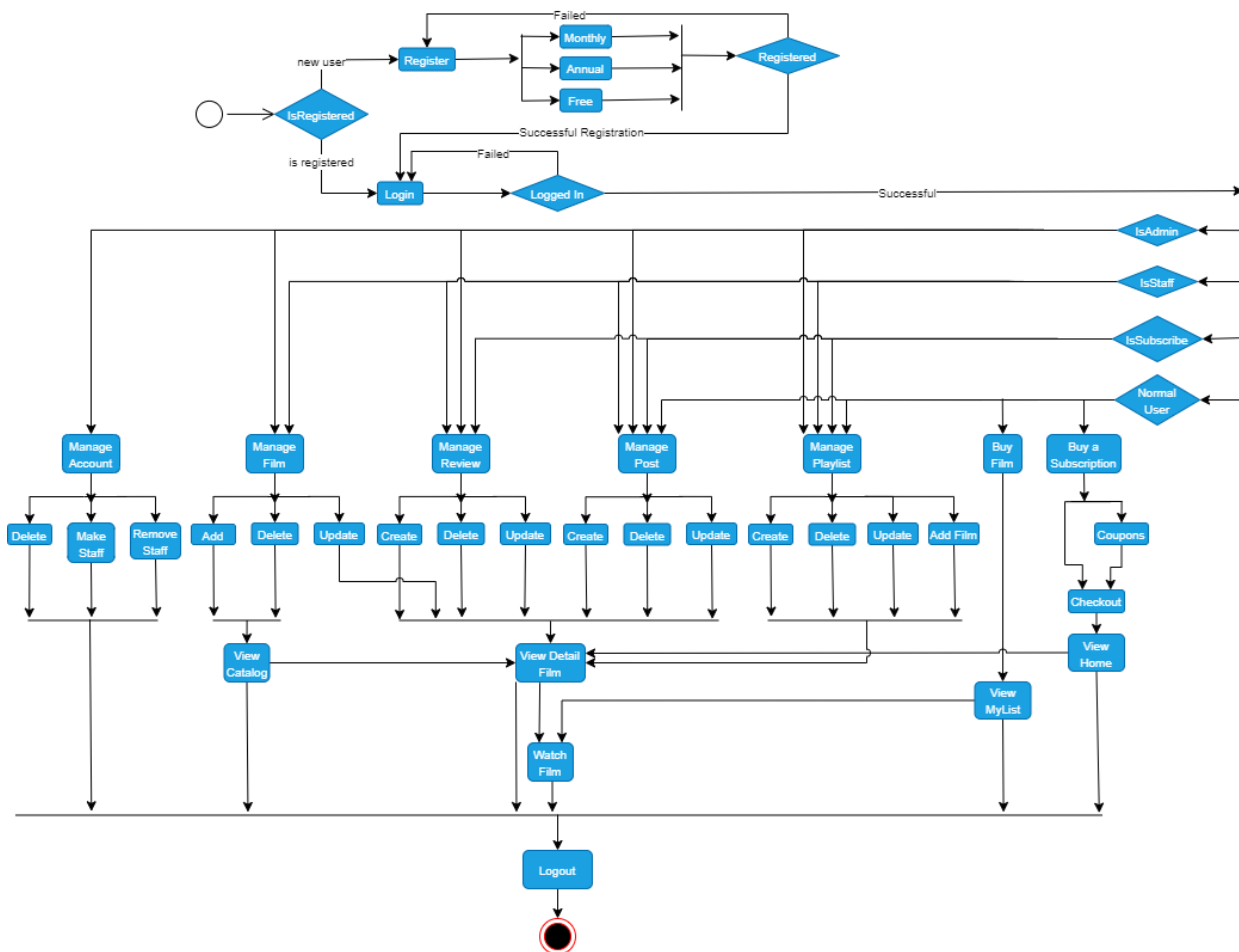 Failed
Monthly
new user
Register
Registered
Annual
Free
IsRegistered
Successful Registration
Failed
is registered
Login
Logged In
Successful
IsAdmin
IsStaff
IsSubscribe
Normal
User
Manage
Account
Manage
Film
Manage
Review
Manage
Post
Manage
Playlist
Buy
Film
Buy a
Subscription
Delete
Make
Staff
Remove
Staff
Add
Delete
Update
Create
Delete
Update
Create
Delete
Update
Create
Delete
Update
Add Film
Coupons
Checkout
View
Catalog
View Detail
Film
View
Home
View
MyList
Watch
Film
Logout